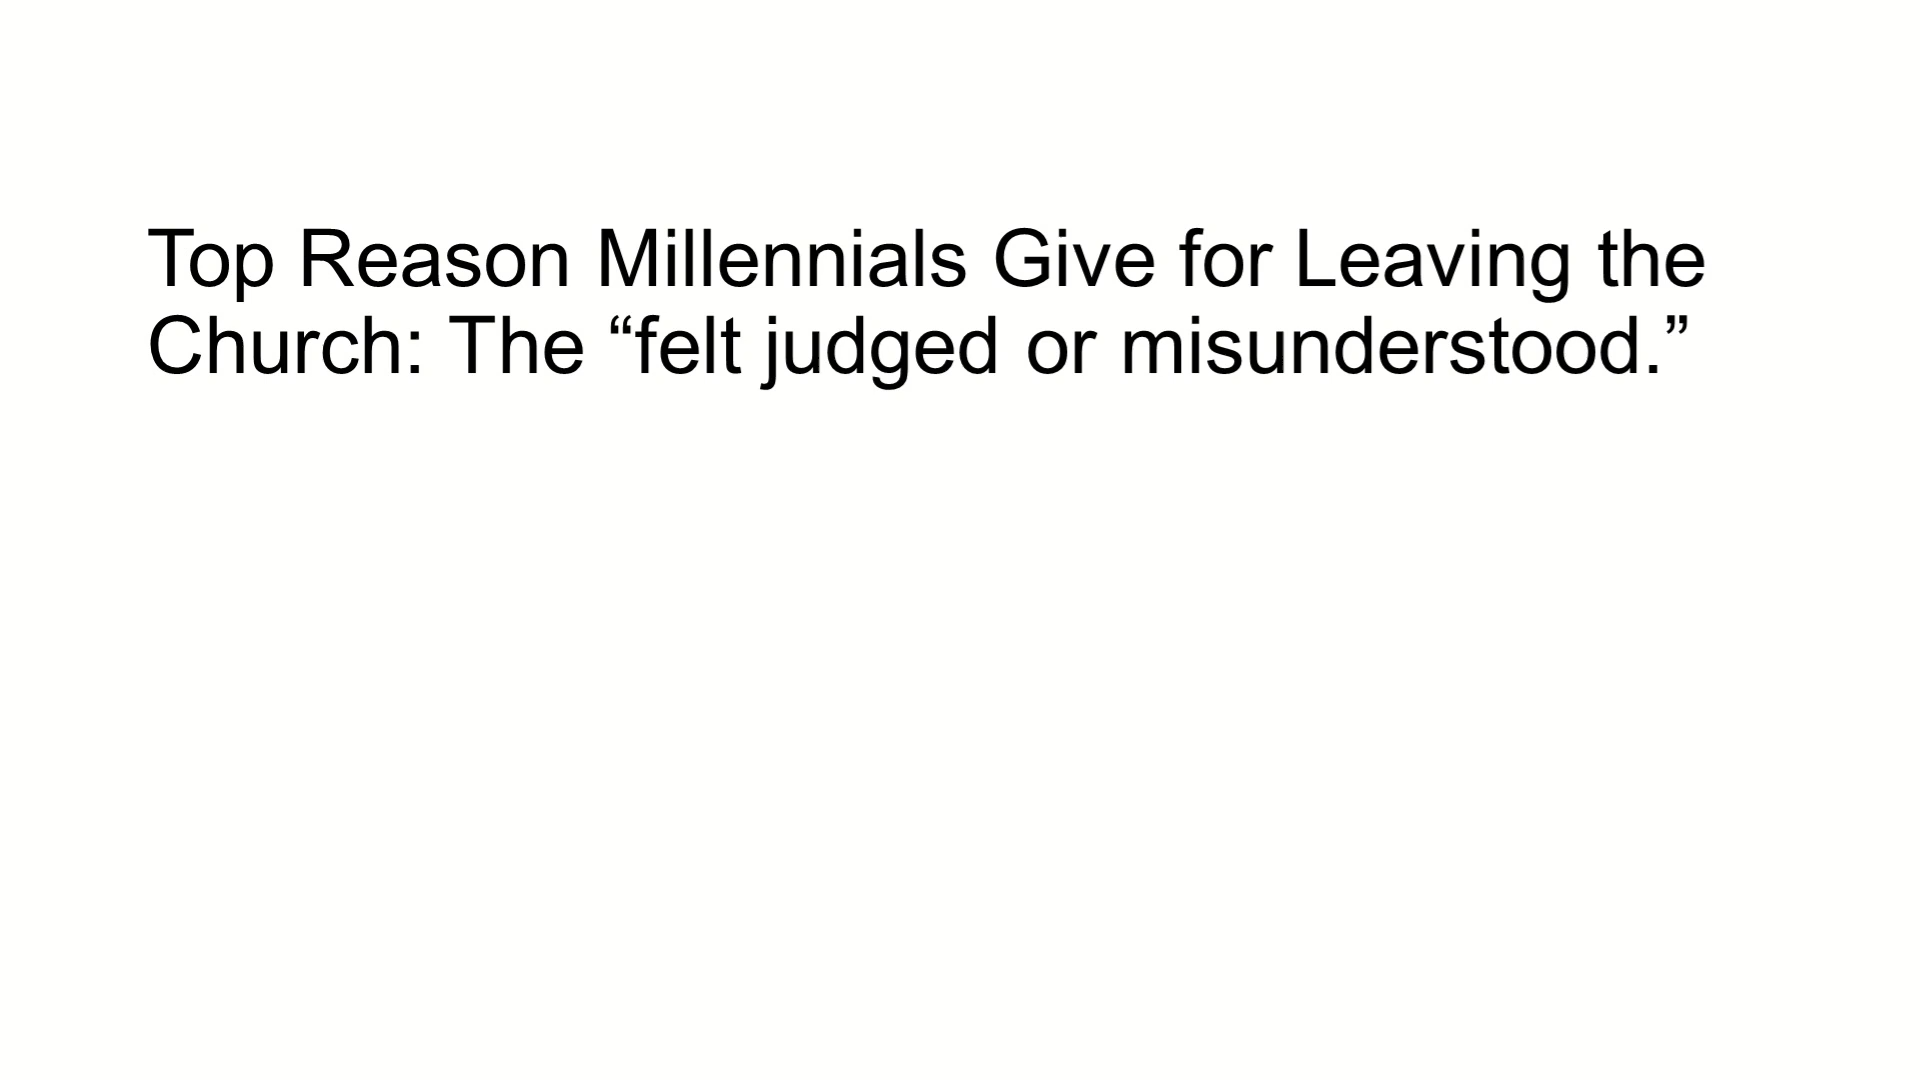 Top Reason Millennials Give for Leaving the
Church: The “felt judged or misunderstood.”